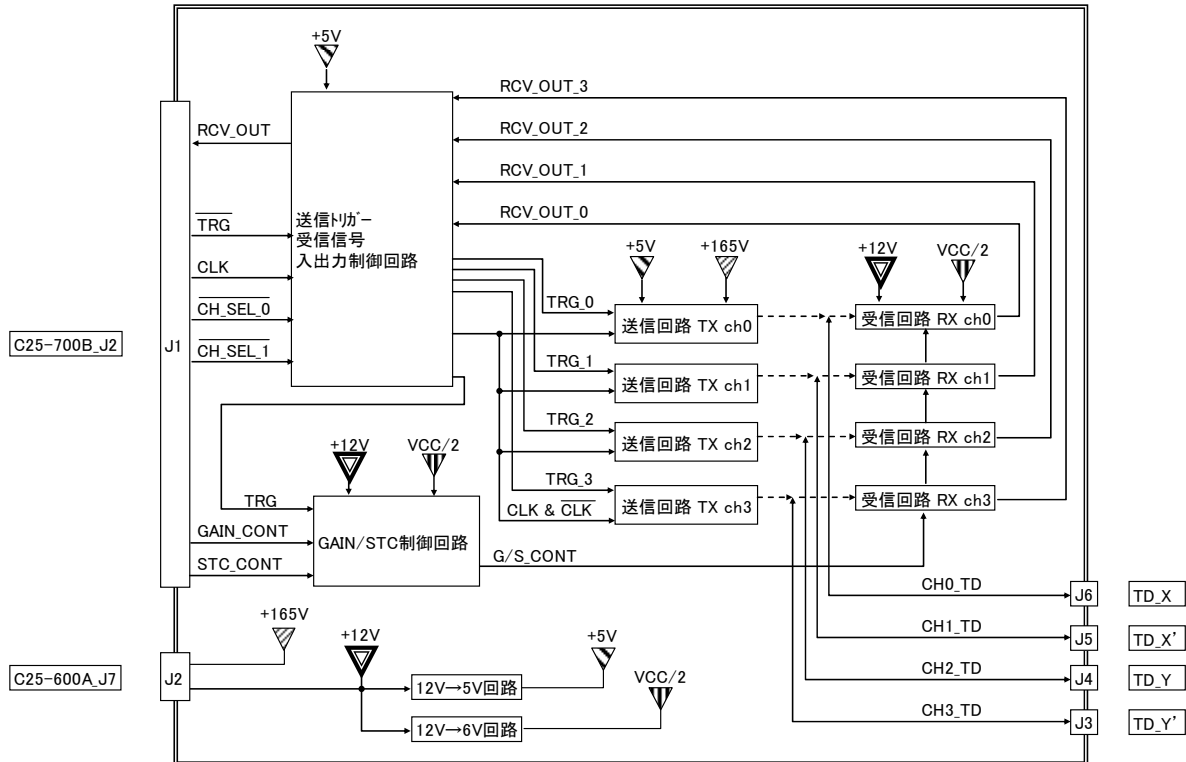 +5V
RCV_OUT_3
RCV_OUT
RCV_OUT_2
RCV_OUT_1
RCV_OUT_0
TRG
送信ﾄﾘｶﾞｰ
受信信号
入出力制御回路
CLK
CH_SEL_0
CH_SEL_1
+5V
+165V
+12V
VCC/2
TRG_0
送信回路 TX ch0
受信回路 RX ch0
C25-700B_J2
J1
TRG_1
送信回路 TX ch1
受信回路 RX ch1
TRG_2
送信回路 TX ch2
受信回路 RX ch2
TRG_3
送信回路 TX ch3
受信回路 RX ch3
CLK & CLK
+12V
VCC/2
TRG
GAIN_CONT
STC_CONT
GAIN/STC制御回路
G/S_CONT
CH0_TD
J6
TD_X
CH1_TD
J5
TD_X'
CH2_TD
J4
TD_Y
CH3_TD
J3
TD_Y'
+165V
+12V
+5V
C25-600A_J7
J2
12V→5V回路
VCC/2
12V→6V回路